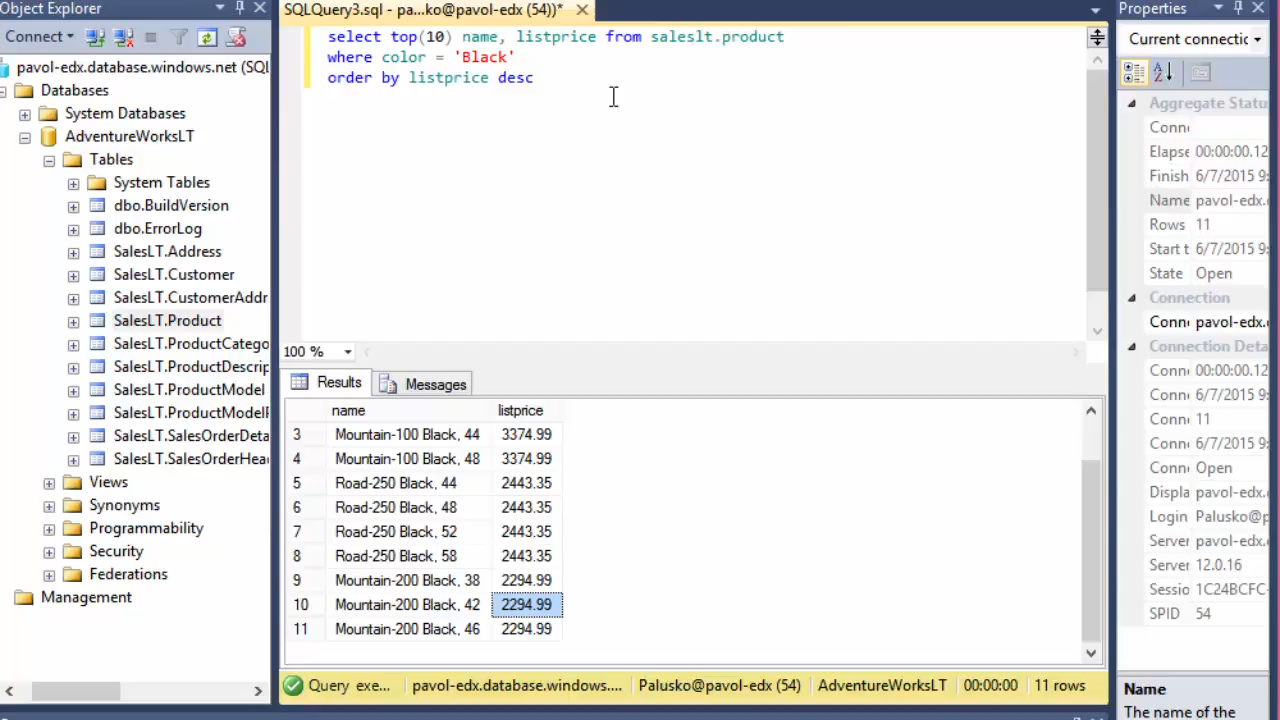 Object Explorer
Connect
pavol-edx.database.windows.net (SQL
Databases
System Databases
AdventureWorksLT
Tables
System Tables
dbo.BuildVersion
dbo.ErrorLog
SalesLT.Address
SalesLT.Customer
SalesLT.CustomerAddr
SalesLT.Product
SalesLT.ProductCatego
SalesLT.ProductDescrip
SalesLT.ProductModel
SalesLT.ProductModel
SalesLT.SalesOrderDeta
SalesLT.SalesOrderHea
Views
Synonyms
Programmability
Security
Federations
Management
SQLQuery3.sql - pa...ko@pavol-edx (54))*
select top(10) name, listprice from saleslt.product
where color = 'Black'
order by listprice desc
100 %
Results Messages
name listprice
3 Mountain-100 Black, 44 3374.99
4 Mountain-100 Black, 48 3374.99
5 Road-250 Black, 44 2443.35
6 Road-250 Black, 48 2443.35
7 Road-250 Black, 52 2443.35
8 Road-250 Black, 58 2443.35
9 Mountain-200 Black, 38 2294.99
10 Mountain-200 Black, 42 2294.99
11 Mountain-200 Black, 46 2294.99
Query exe... pavol-edx.database.windows.... Palusko@pavol-edx (54) AdventureWorksLT 00:00:00 11 rows
Properties
Current connectic
Aggregate Statu
Conne
Elapse 00:00:00.12
Finish 6/7/2015 9:
Name pavol-edx.
Rows 11
Start t 6/7/2015 9:
State Open
Connection
Conne pavol-edx.
Connection Deta
Conne 00:00:00.12
Conne 6/7/2015 9:
Conne 11
Conne 6/7/2015 9:
Conne Open
Displa pavol-edx.
Login Palusko@p
Server pavol-edx.
Server 12.0.16
Sessio 1C24BCFC-
SPID 54
Name
The name of the